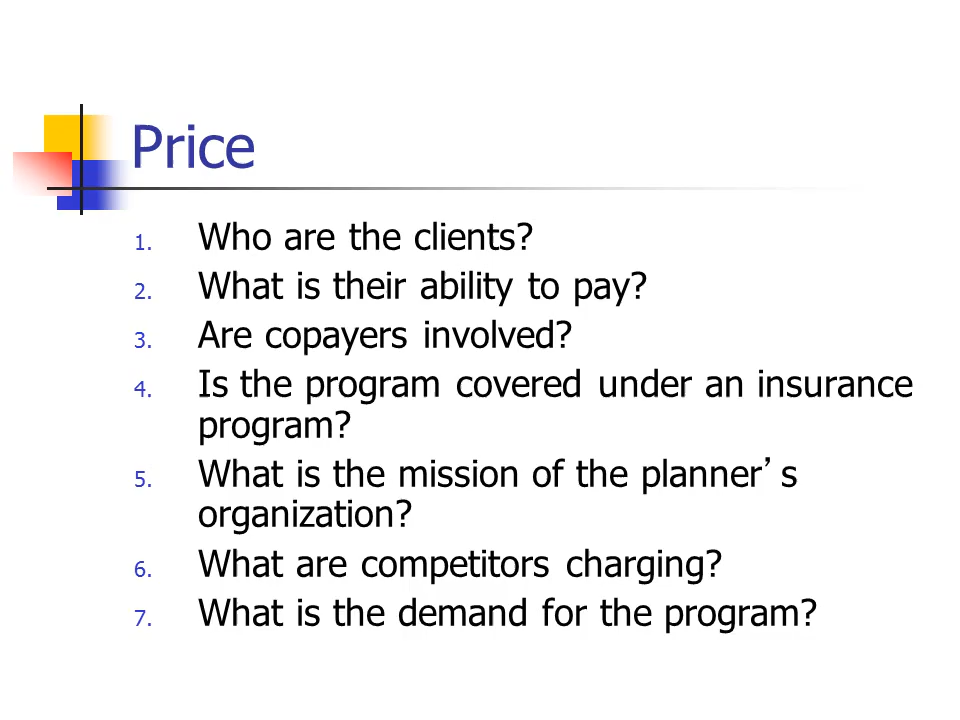 Price
1. Who are the clients?
2. What is their ability to pay?
3. Are copayers involved?
4. Is the program covered under an insurance
program?
5. What is the mission of the planner’s
organization?
6. What are competitors charging?
7. What is the demand for the program?